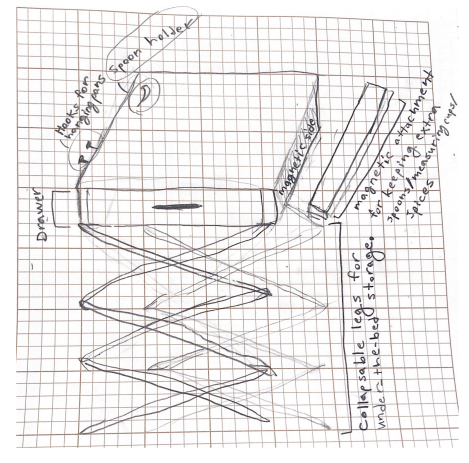 Spoon holder
Hooks for
hanging pans
magnetic side
magnetic attachment
for keeping extra
spoons/measuring cups/
spices
Drawer
Collapsable legs for
under-the-bed storage.